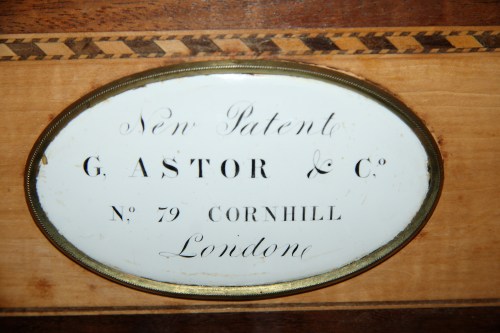 New Patent
G. ASTOR & Co.
No. 79 CORNHILL
London